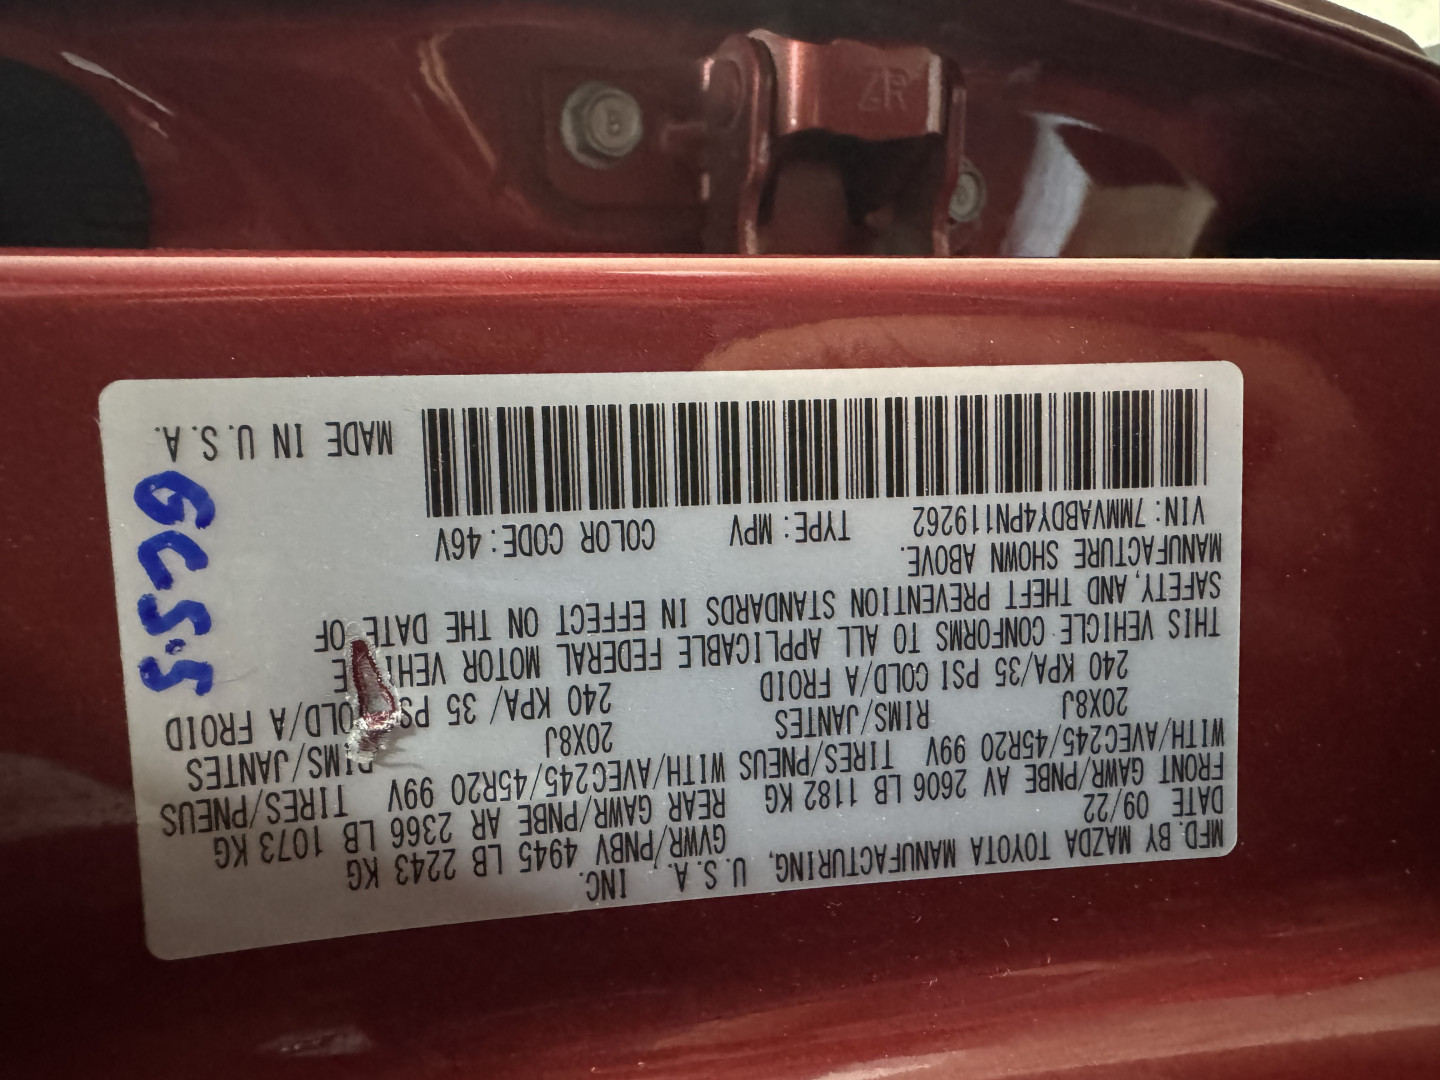 MFD.BY MAZDA TOYOTA MANUFACTURING, U.S.A. INC.
DATE 09/22 GVWR/PNBV 4945 LB 2243 KG
FRONT GAWR/PNBE AV 2606 LB 1182 KG REAR GAWR/PNBE AR 2366 LB 1073 KG
WITH/AVEC245/45R20 99V TIRES/PNEUS WITH/AVEC245/45R20 99V TIRES/PNEUS
20X8J RIMS/JANTES 20X8J RIMS/JANTES
240 KPA/35 PSI COLD/A FROID 240 KPA/ 35 PSI COLD/A FROID
THIS VEHICLE CONFORMS TO ALL APPLICABLE FEDERAL MOTOR VEHICLE
SAFETY, AND THEFT PREVENTION STANDARDS IN EFFECT ON THE DATE OF
MANUFACTURE SHOWN ABOVE.
VIN:7MMVABDY4PN119262 TYPE:MPV COLOR CODE:46V
MADE IN U.S.A.
ZR
B